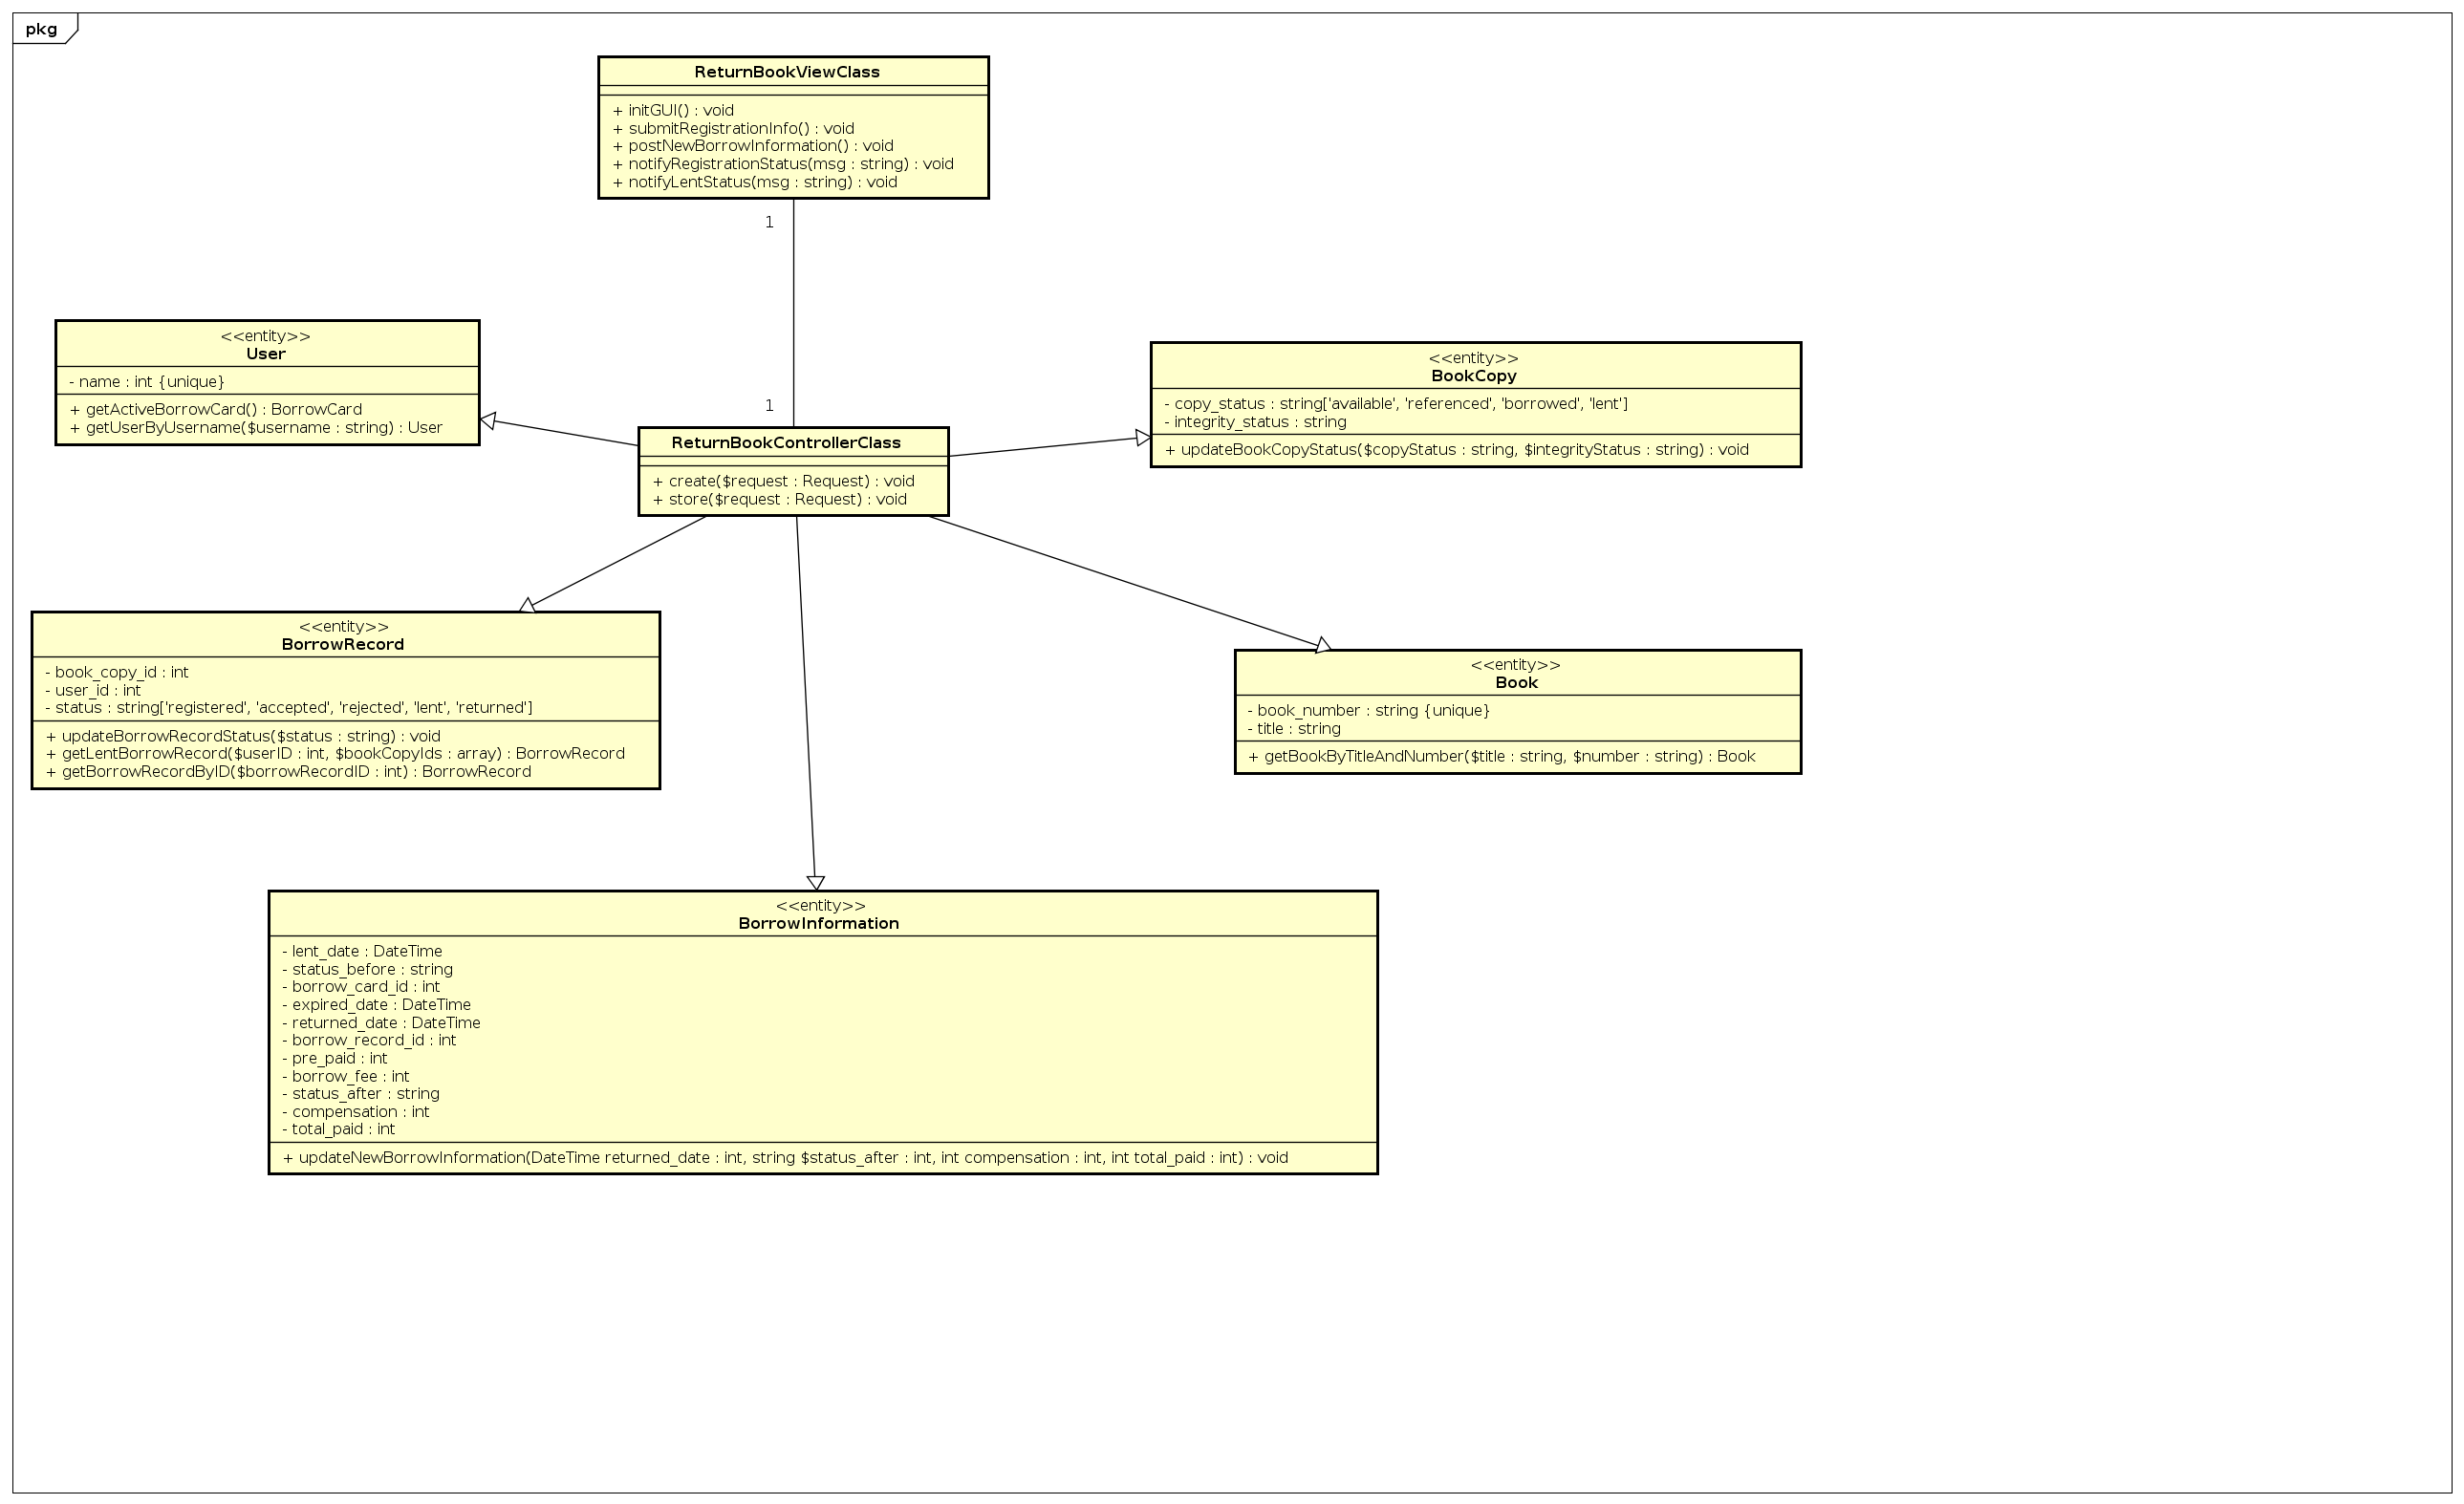 pkg
ReturnBookViewClass
+ initGUI() : void
+ submitRegistrationInfo() : void
+ postNewBorrowInformation() : void
+ notifyRegistrationStatus(msg : string) : void
+ notifyLentStatus(msg : string) : void
1
1
<<entity>>
User
- name : int {unique}
+ getActiveBorrowCard() : BorrowCard
+ getUserByUsername($username : string) : User
<<entity>>
BookCopy
- copy_status : string['available', 'referenced', 'borrowed', 'lent']
- integrity_status : string
+ updateBookCopyStatus($copyStatus : string, $integrityStatus : string) : void
ReturnBookControllerClass
+ create($request : Request) : void
+ store($request : Request) : void
<<entity>>
BorrowRecord
- book_copy_id : int
- user_id : int
- status : string['registered', 'accepted', 'rejected', 'lent', 'returned']
+ updateBorrowRecordStatus($status : string) : void
+ getLentBorrowRecord($userID : int, $bookCopyIds : array) : BorrowRecord
+ getBorrowRecordByID($borrowRecordID : int) : BorrowRecord
<<entity>>
Book
- book_number : string {unique}
- title : string
+ getBookByTitleAndNumber($title : string, $number : string) : Book
<<entity>>
BorrowInformation
- lent_date : DateTime
- status_before : string
- borrow_card_id : int
- expired_date : DateTime
- returned_date : DateTime
- borrow_record_id : int
- pre_paid : int
- borrow_fee : int
- status_after : string
- compensation : int
- total_paid : int
+ updateNewBorrowInformation(DateTime returned_date : int, string $status_after : int, int compensation : int, int total_paid : int) : void